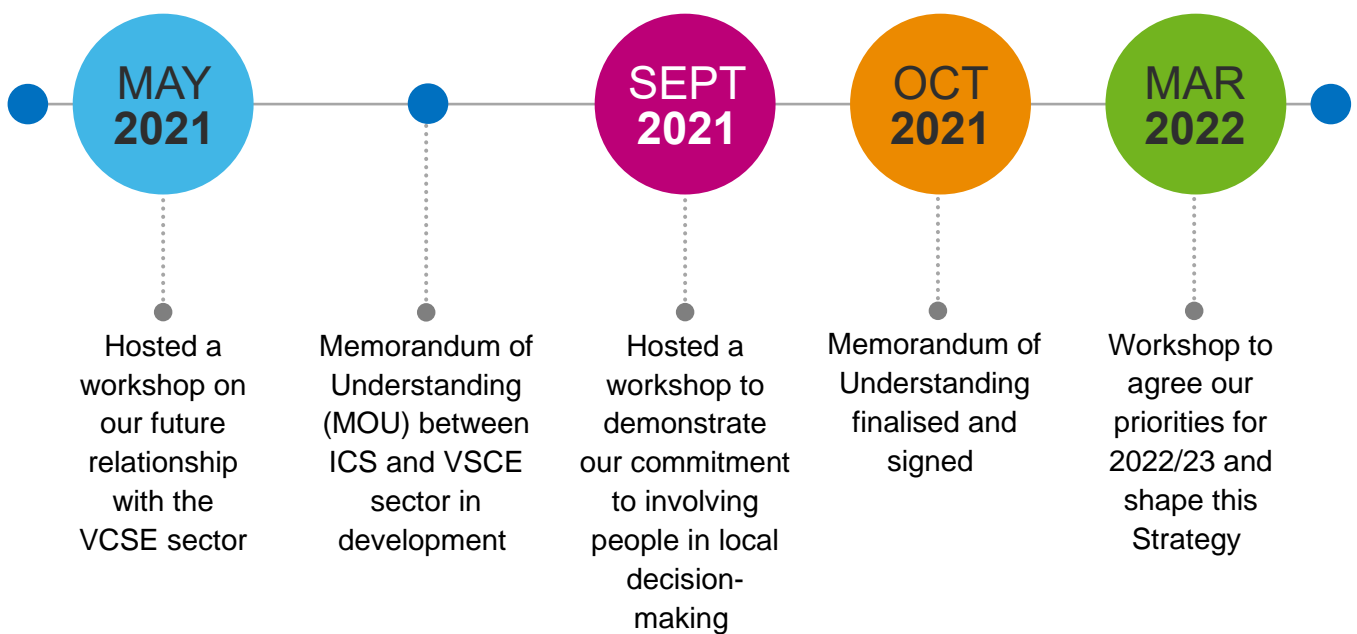 MAY
2021
SEPT
2021
OCT
2021
MAR
2022
Hosted a
workshop on
our future
relationship
with the
VCSE sector
Memorandum of
Understanding
(MOU) between
ICS and VSCE
sector in
development
Hosted a
workshop to
demonstrate
our commitment
to involving
people in local
decision-
making
Memorandum of
Understanding
finalised and
signed
Workshop to
agree our
priorities for
2022/23 and
shape this
Strategy